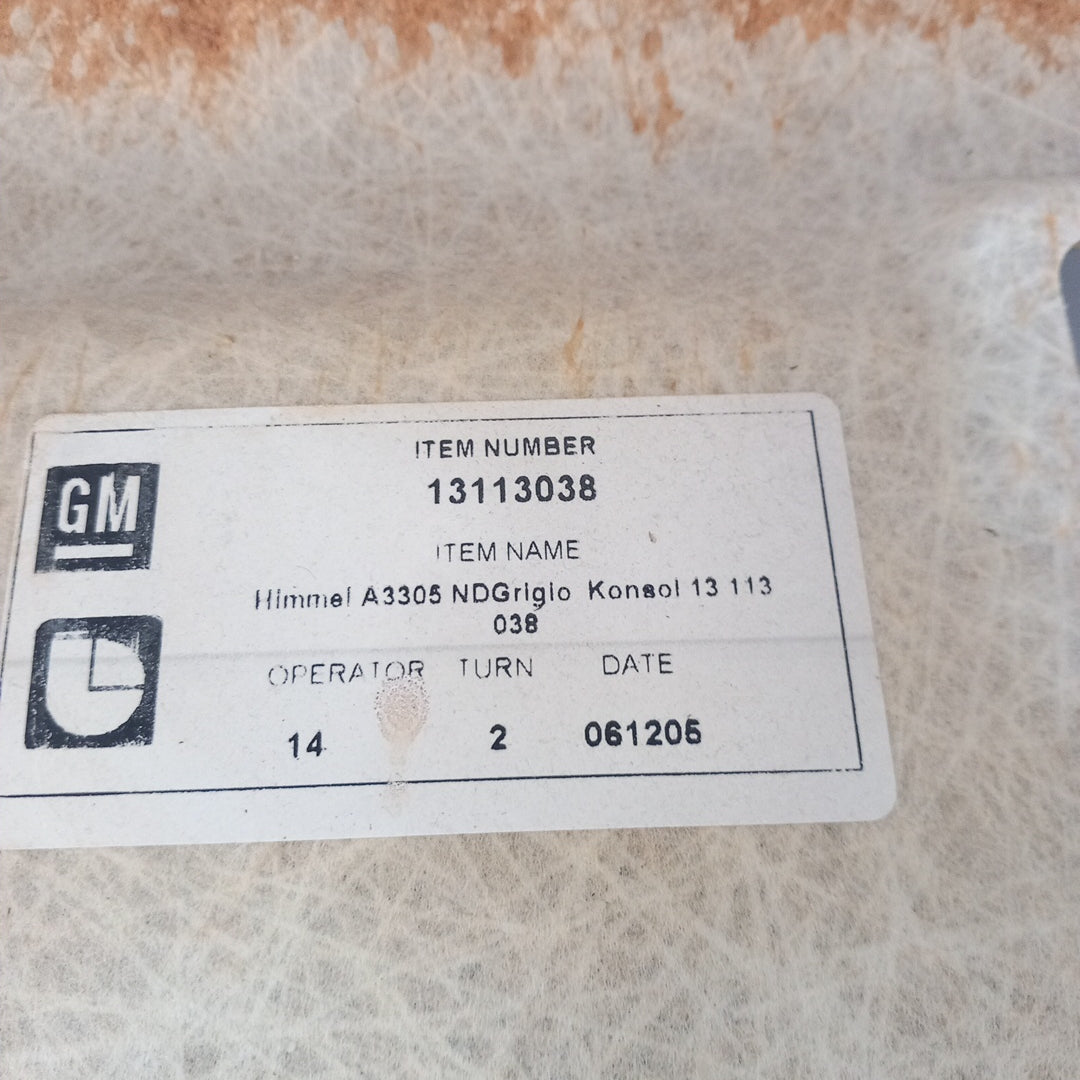 GM
ITEM NUMBER
13113038
ITEM NAME
Himmel A3305 NDGrigio Konsol 13 113
038
OPERATOR TURN DATE
14 2 061205